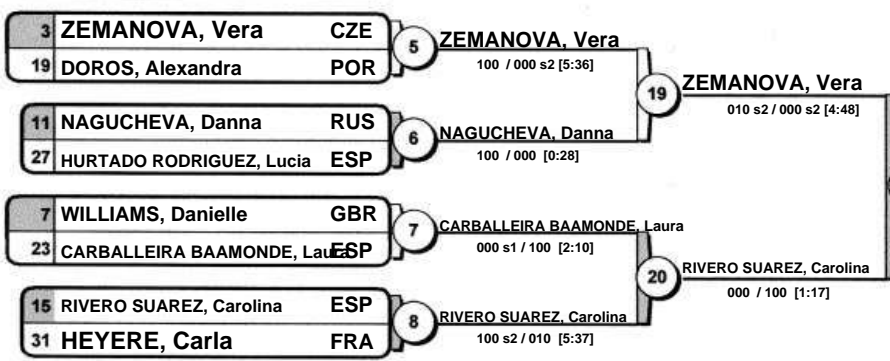 3 ZEMANOVA, Vera CZE
19 DOROS, Alexandra POR
5
ZEMANOVA, Vera
100 / 000 s2 [5:36]
11 NAGUCHEVA, Danna RUS
27 HURTADO RODRIGUEZ, Lucia ESP
6
NAGUCHEVA, Danna
100 / 000 [0:28]
19
ZEMANOVA, Vera
010 s2 / 000 s2 [4:48]
7 WILLIAMS, Danielle GBR
23 CARBALLEIRA BAAMONDE, Laura ESP
7
CARBALLEIRA BAAMONDE, Laura
000 s1 / 100 [2:10]
15 RIVERO SUAREZ, Carolina ESP
31 HEYERE, Carla FRA
8
RIVERO SUAREZ, Carolina
100 s2 / 010 [5:37]
20
RIVERO SUAREZ, Carolina
000 / 100 [1:17]